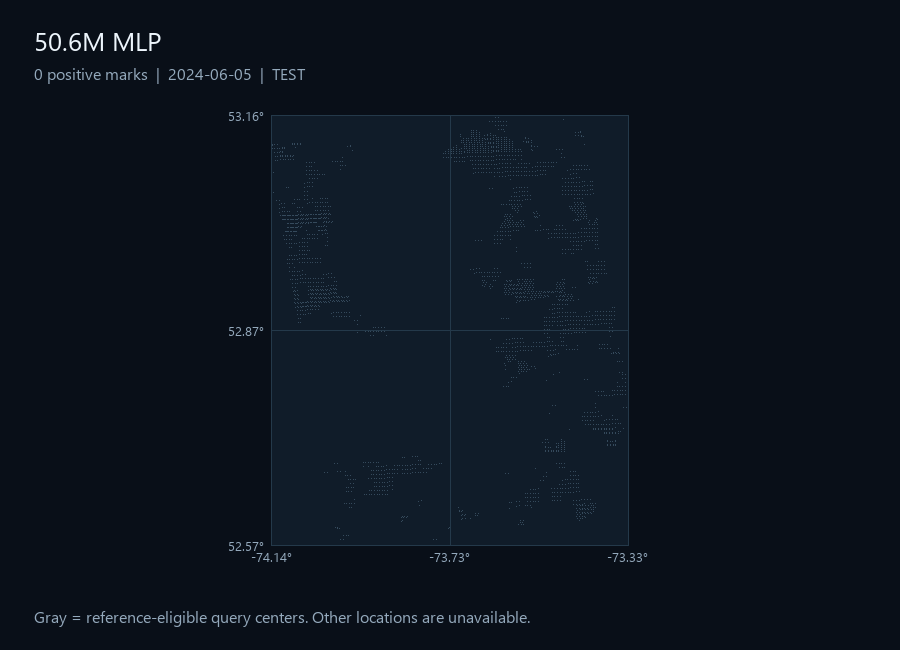 50.6M MLP
0 positive marks | 2024-06-05 | TEST
53.16°
52.87°
52.57°
-74.14° -73.73° -73.33°
Gray = reference-eligible query centers. Other locations are unavailable.